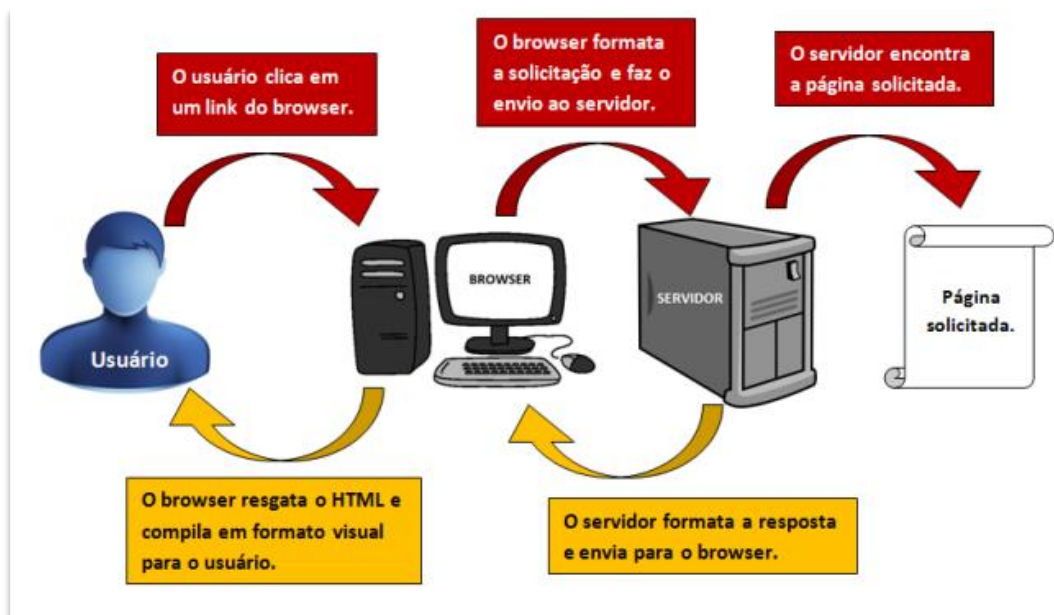 O usuário clica em
um link do browser.
O browser formata
a solicitação e faz o
envio ao servidor.
O servidor encontra
a página solicitada.
Usuário
BROWSER
SERVIDOR
Página
solicitada.
O browser resgata o HTML e
compila em formato visual
para o usuário.
O servidor formata a resposta
e envia para o browser.